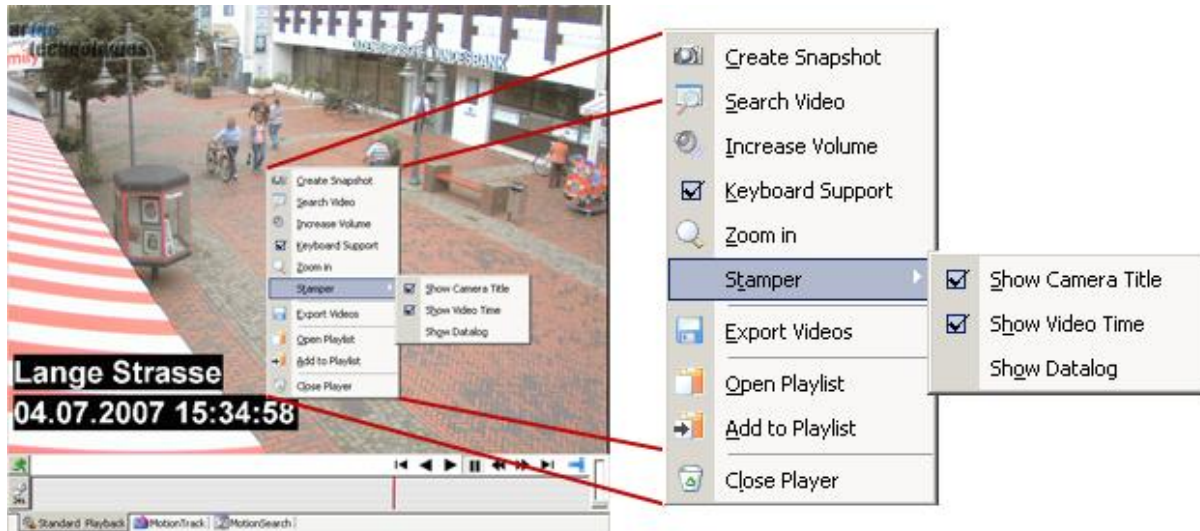 technologies
LANDESBANK
Create Snapshot
Search Video
Increase Volume
Keyboard Support
Zoom in
Stamper
Show Camera Title
Show Video Time
Show Datalog
Export Videos
Open Playlist
Add to Playlist
Close Player
Lange Strasse
04.07.2007 15:34:58
Standard Playback
MotionTrack
MotionSearch
Create Snapshot
Search Video
Increase Volume
Keyboard Support
Zoom in
Stamper
Show Camera Title
Show Video Time
Show Datalog
Export Videos
Open Playlist
Add to Playlist
Close Player